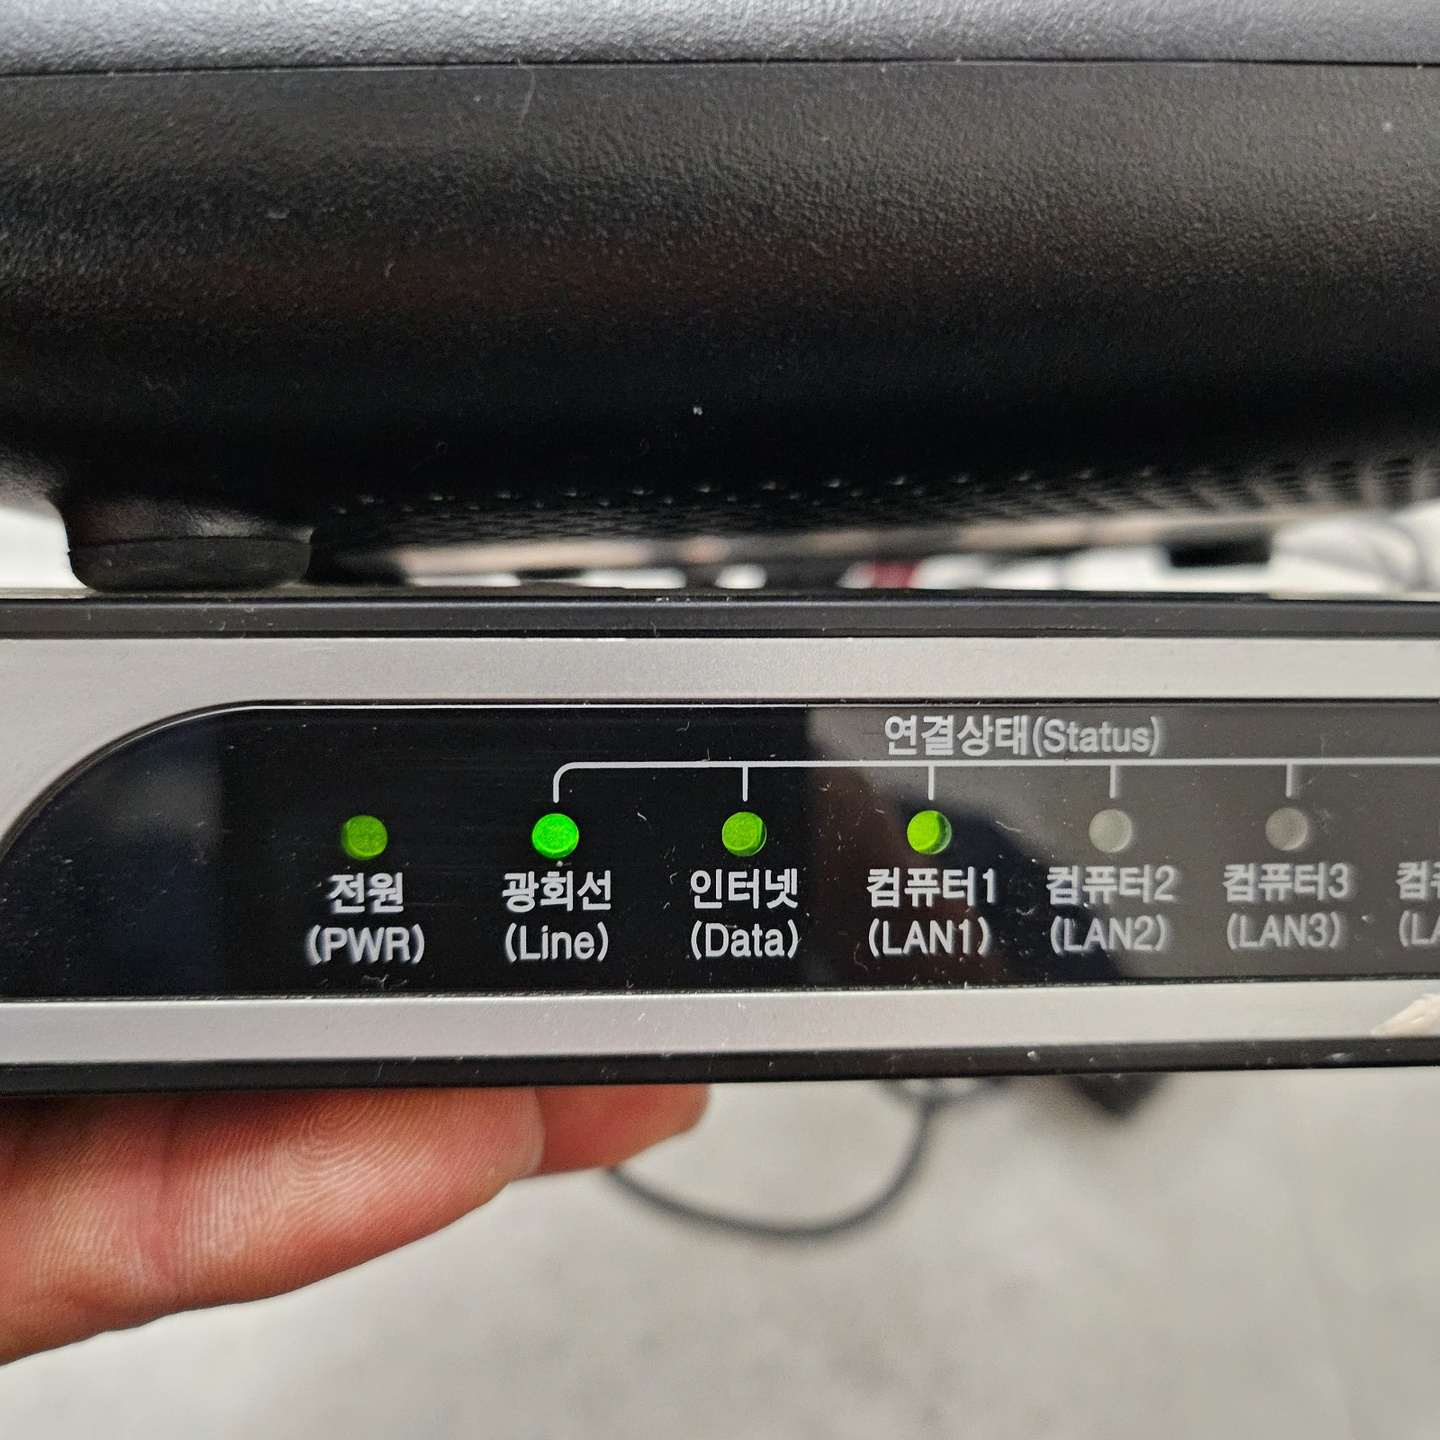 연결상태(Status)
전원 광회선 인터넷 컴퓨터1 컴퓨터2 컴퓨터3
(PWR) (Line) (Data) (LAN1) (LAN2) (LAN3)